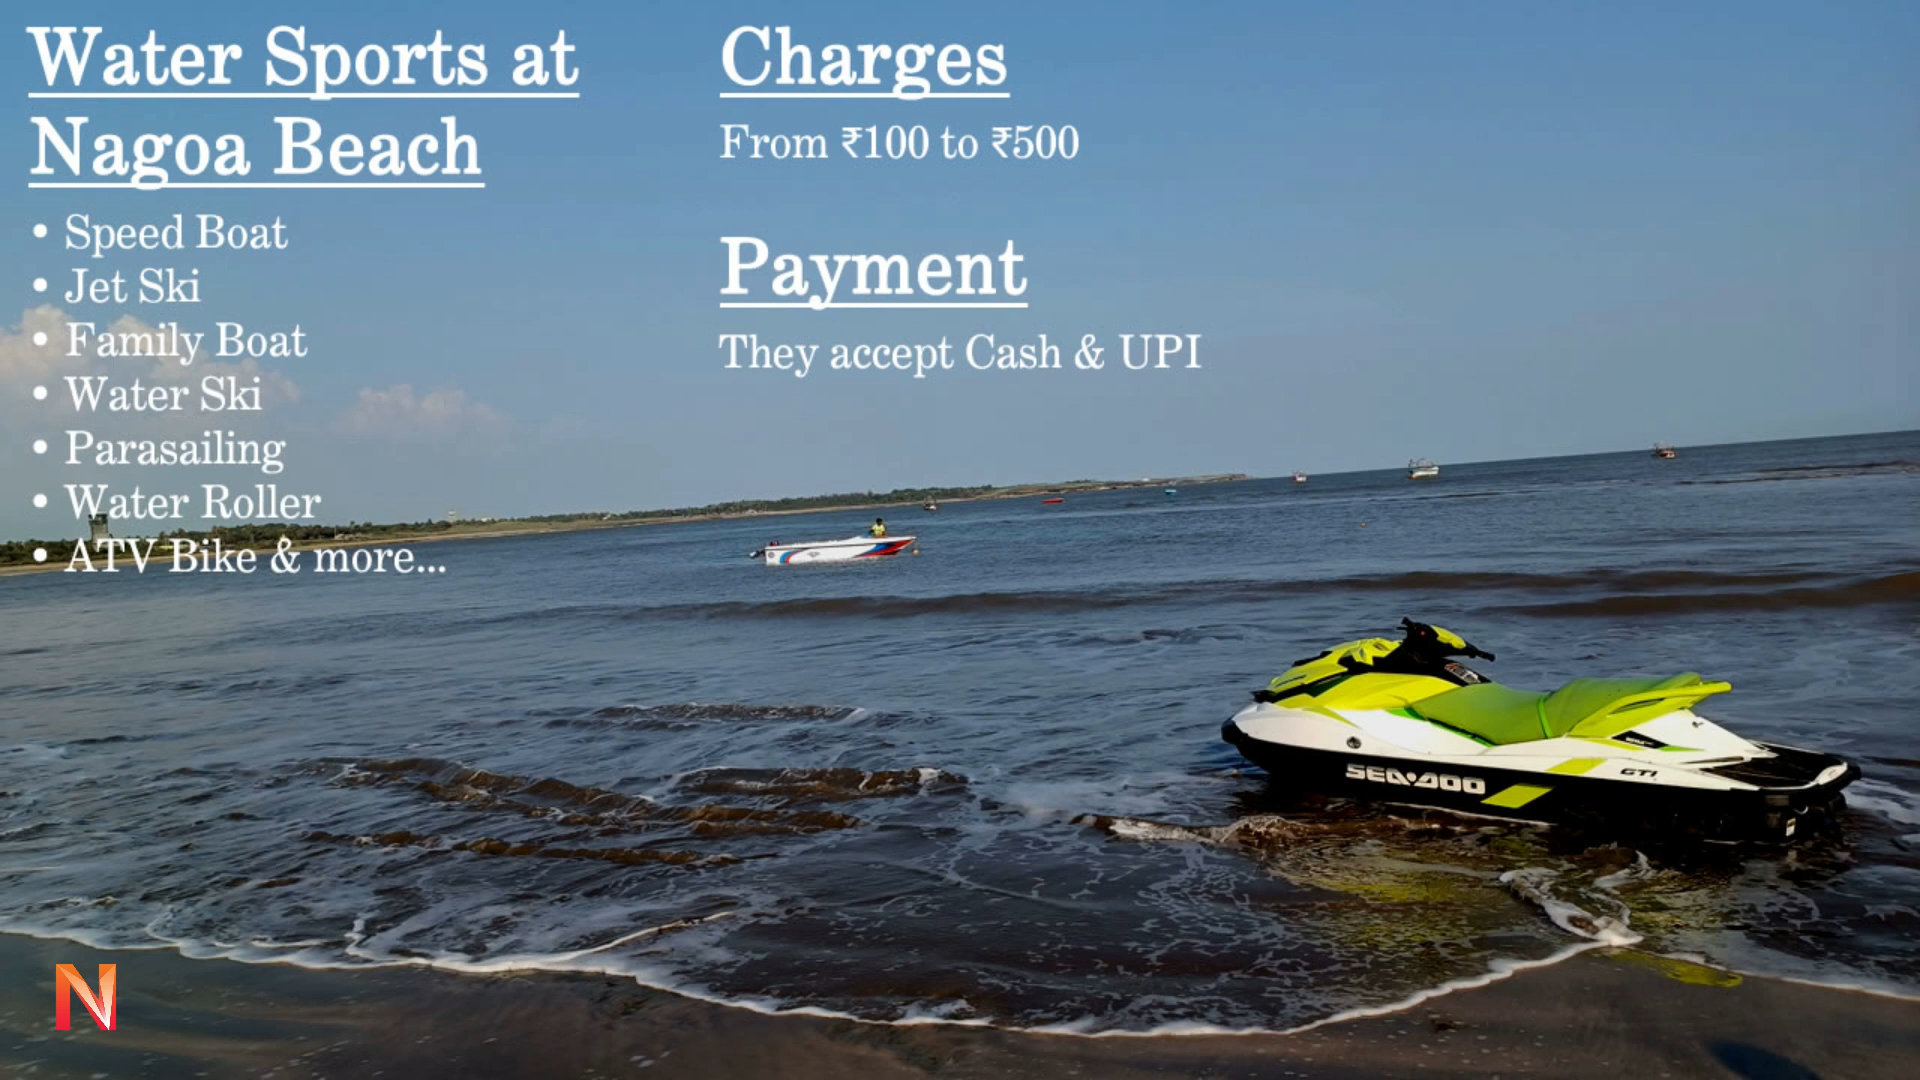 Water Sports at
Nagoa Beach
• Speed Boat
• Jet Ski
• Family Boat
• Water Ski
• Parasailing
• Water Roller
• ATV Bike & more...
Charges
From ₹100 to ₹500
Payment
They accept Cash & UPI
SEA-DOO
GTI
N